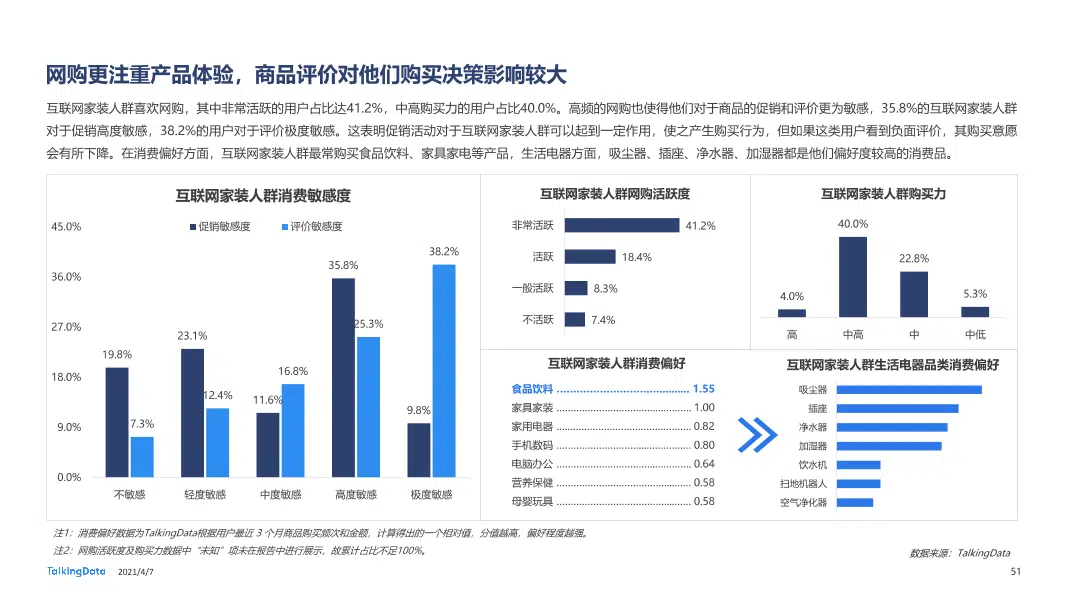 网购更注重产品体验，商品评价对他们购买决策影响较大
互联网家装人群喜欢网购，其中非常活跃的用户占比达41.2%，中高购买力的用户占比40.0%。高频的网购也使得他们对于商品的促销和评价更为敏感，35.8%的互联网家装人群
对于促销高度敏感，38.2%的用户对于评价极度敏感。这表明促销活动对于互联网家装人群可以起到一定作用，使之产生购买行为，但如果这类用户看到负面评价，其购买意愿
会有所下降。在消费偏好方面，互联网家装人群最常购买食品饮料、家具家电等产品，生活电器方面，吸尘器、插座、净水器、加湿器都是他们偏好度较高的消费品。
互联网家装人群消费敏感度
促销敏感度 评价敏感度
45.0%
36.0%
27.0%
18.0%
9.0%
0.0%
19.8%
7.3%
23.1%
12.4%
11.6%
16.8%
35.8%
25.3%
9.8%
38.2%
不敏感 轻度敏感 中度敏感 高度敏感 极度敏感
互联网家装人群网购活跃度
非常活跃 41.2%
活跃 18.4%
一般活跃 8.3%
不活跃 7.4%
互联网家装人群购买力
4.0% 40.0% 22.8% 5.3%
高 中高 中 中低
互联网家装人群消费偏好
食品饮料 1.55
家具家装 1.00
家用电器 0.82
手机数码 0.80
电脑办公 0.64
营养保健 0.58
母婴玩具 0.58
互联网家装人群生活电器品类消费偏好
吸尘器
插座
净水器
加湿器
饮水机
扫地机器人
空气净化器
注1：消费偏好数据为TalkingData根据用户最近 3 个月商品购买频次和金额，计算得出的一个相对值，分值越高，偏好程度越强。
注2：网购活跃度及购买力数据中“未知”项未在报告中进行展示，故累计占比不足100%。
数据来源：TalkingData
TalkingData 2021/4/7
51